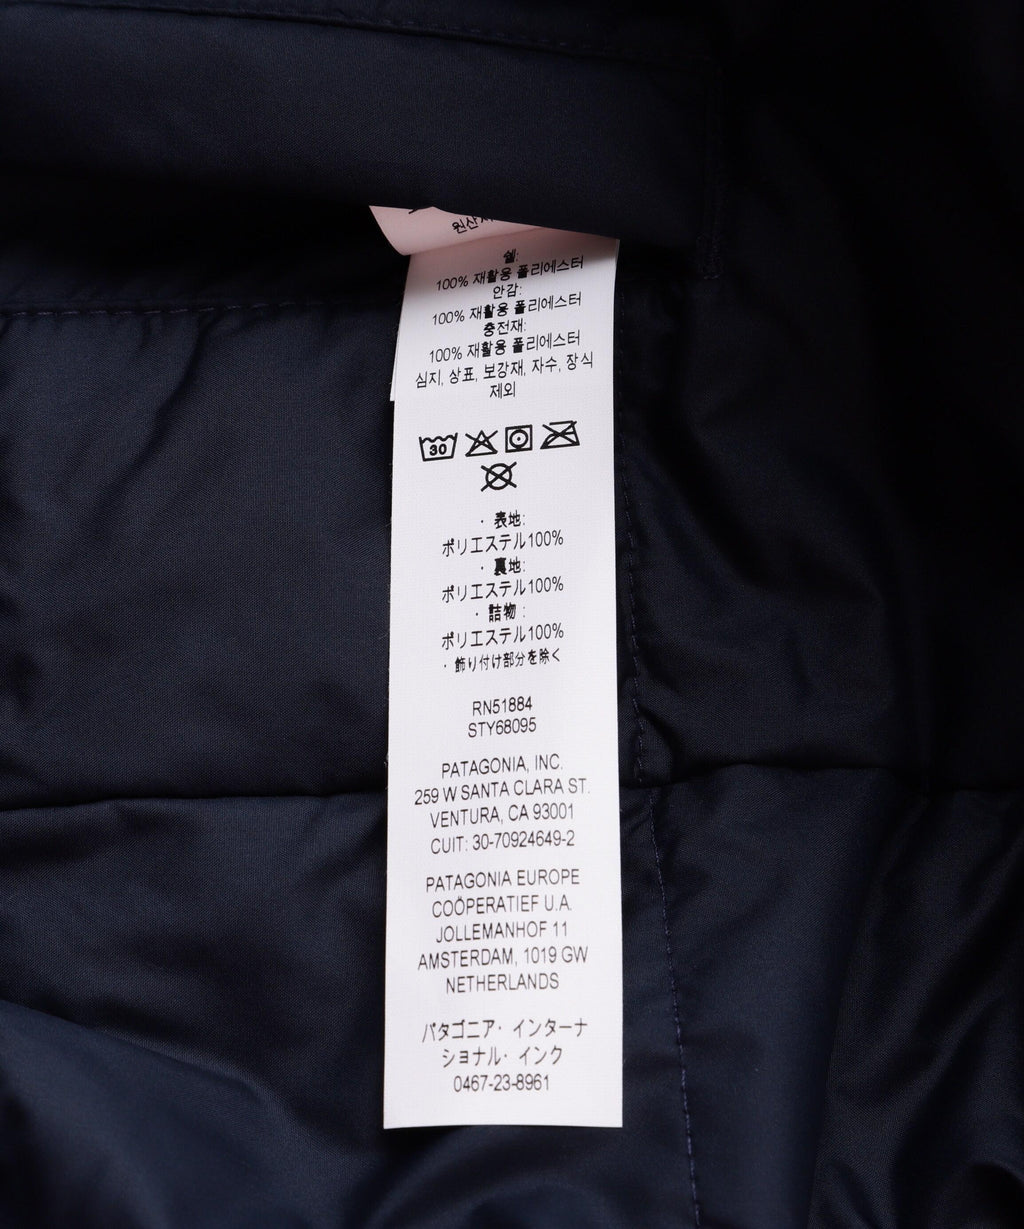 원산지
쉘:
100% 재활용 폴리에스터
안감:
100% 재활용 폴리에스터
충전재:
100% 재활용 폴리에스터
심지, 상표, 보강재, 자수, 장식
제외
30
・表地:
ポリエステル100%
・裏地:
ポリエステル100%
・詰物:
ポリエステル100%
・飾り付け部分を除く
RN51884
STY68095
PATAGONIA, INC.
259 W SANTA CLARA ST.
VENTURA, CA 93001
CUIT: 30-70924649-2
PATAGONIA EUROPE
COÖPERATIEF U.A.
JOLLEMANHOF 11
AMSTERDAM, 1019 GW
NETHERLANDS
パタゴニア・インターナ
ショナル・インク
0467-23-8961